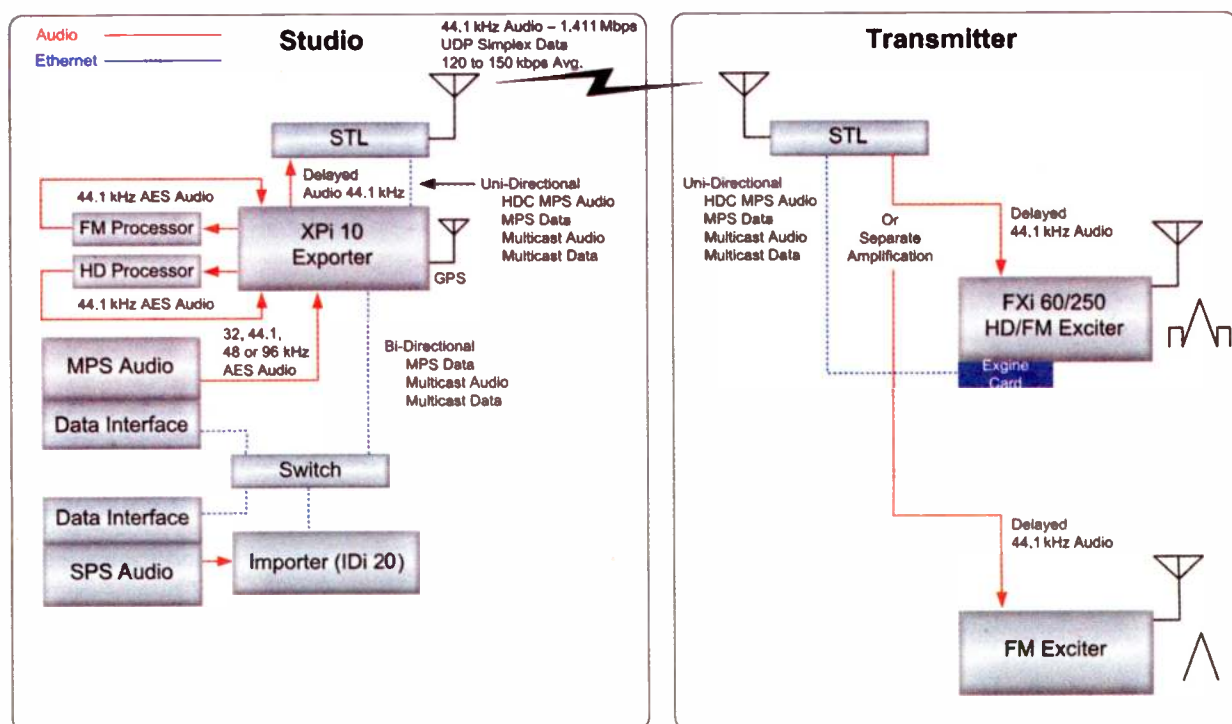 Audio
Ethernet
Studio
44.1 kHz Audio – 1.411 Mbps
UDP Simplex Data
120 to 150 kbps Avg.
STL
Delayed
Audio 44.1 kHz
44.1 kHz AES Audio
FM Processor
HD Processor
44.1 kHz AES Audio
XPi 10
Exporter
GPS
Uni-Directional
HDC MPS Audio
MPS Data
Multicast Audio
Multicast Data
32, 44.1,
48 or 96 kHz
AES Audio
MPS Audio
Data Interface
Bi-Directional
MPS Data
Multicast Audio
Multicast Data
Switch
Data Interface
SPS Audio
Importer (IDi 20)
Transmitter
STL
Uni-Directional
HDC MPS Audio
MPS Data
Multicast Audio
Multicast Data
Or
Separate
Amplification
Delayed
44.1 kHz Audio
FXi 60/250
HD/FM Exciter
Exgine
Card
Delayed
44.1 kHz Audio
FM Exciter